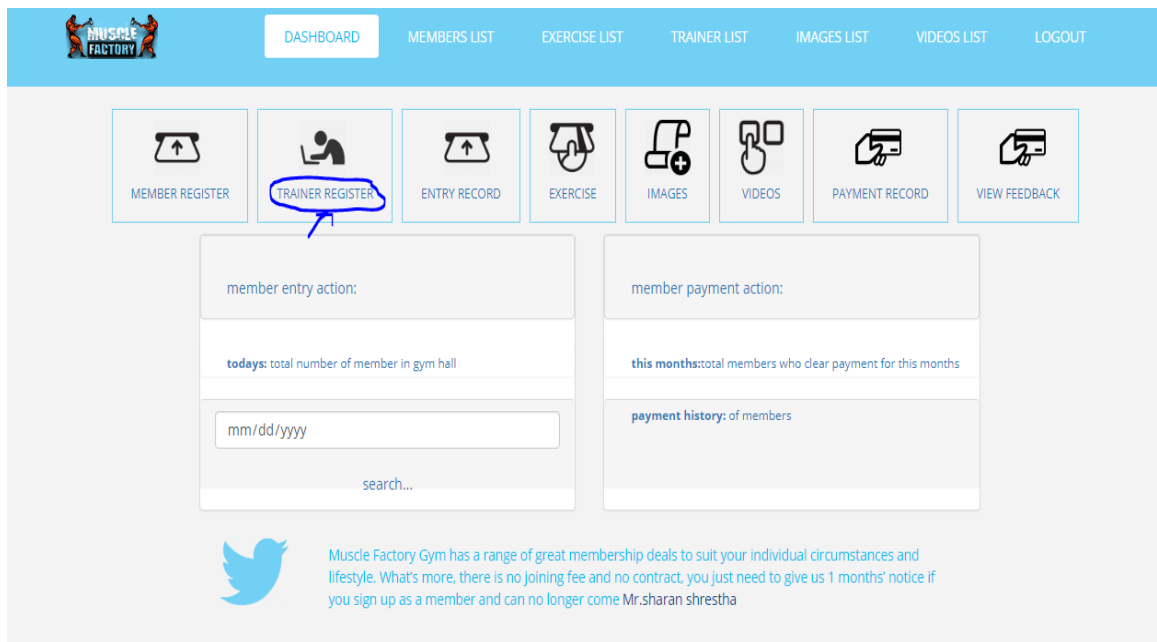 MUSCLE
FACTORY
DASHBOARD MEMBERS LIST EXERCISE LIST TRAINER LIST IMAGES LIST VIDEOS LIST LOGOUT
MEMBER REGISTER TRAINER REGISTER ENTRY RECORD EXERCISE IMAGES VIDEOS PAYMENT RECORD VIEW FEEDBACK
member entry action:
todays: total number of member in gym hall
mm/dd/yyyy
search...
member payment action:
this months:total members who clear payment for this months
payment history: of members
Muscle Factory Gym has a range of great membership deals to suit your individual circumstances and
lifestyle. What's more, there is no joining fee and no contract, you just need to give us 1 months' notice if
you sign up as a member and can no longer come Mr.sharan shrestha